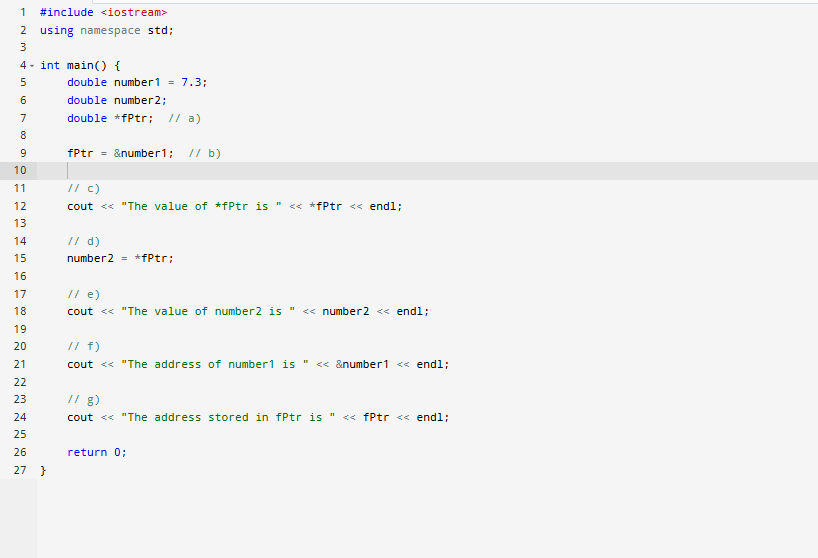 1 #include <iostream>
2 using namespace std;
3
4 int main() {
5     double number1 = 7.3;
6     double number2;
7     double *fPtr;  // a)
8
9     fPtr = &number1;  // b)
10
11     // c)
12     cout << "The value of *fPtr is " << *fPtr << endl;
13
14     // d)
15     number2 = *fPtr;
16
17     // e)
18     cout << "The value of number2 is " << number2 << endl;
19
20     // f)
21     cout << "The address of number1 is " << &number1 << endl;
22
23     // g)
24     cout << "The address stored in fPtr is " << fPtr << endl;
25
26     return 0;
27 }